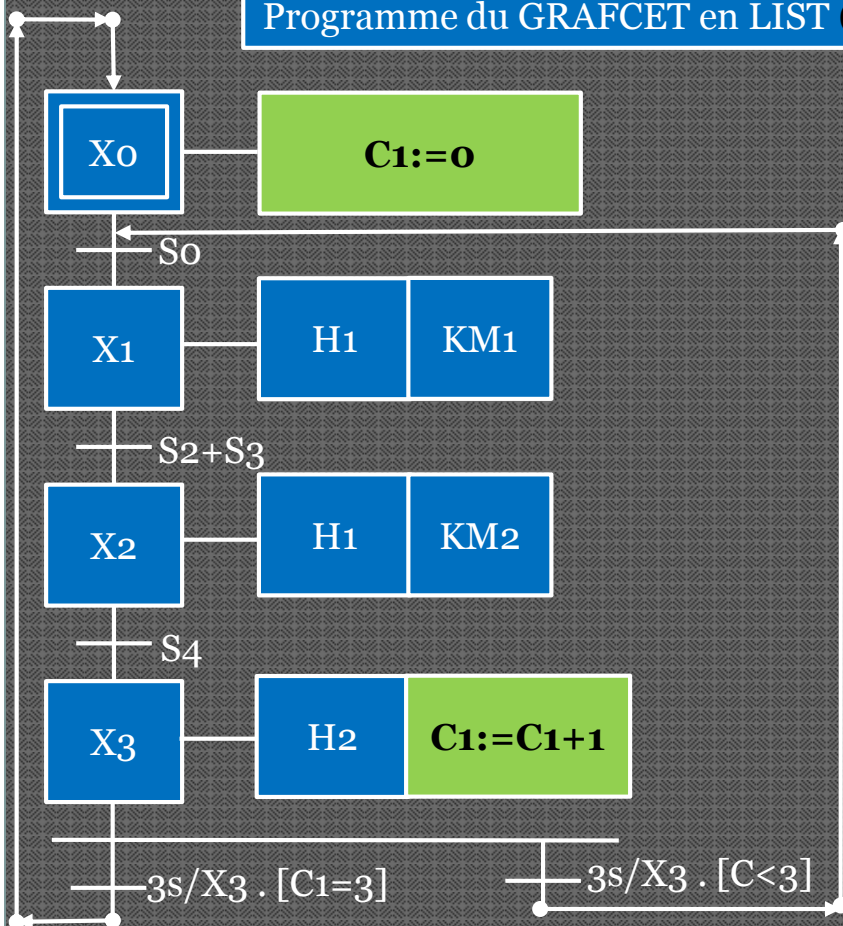 Programme du GRAFCET en LIST
X0
C1:=0
S0
X1
H1
KM1
S2+S3
X2
H1
KM2
S4
X3
H2
C1:=C1+1
3s/X3 . [C1=3]
3s/X3 . [C<3]